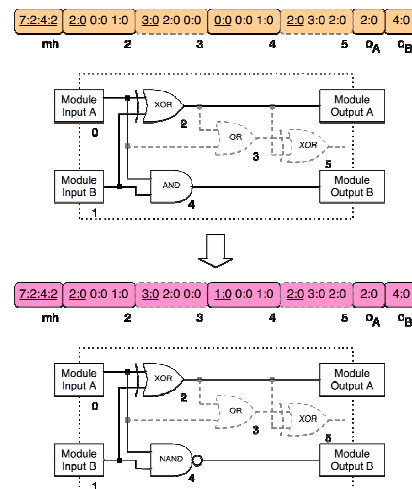 7:2:4:2 2:0 0:0 1:0 3:0 2:0 0:0 0:0 0:0 1:0 2:0 3:0 2:0 2:0 4:0
mh 2 3 4 5 oA oB
Module Input A
XOR
Module Output A
0
2
OR
XOR
3
5
Module Input B
AND
Module Output B
4
1
7:2:4:2 2:0 0:0 1:0 3:0 2:0 0:0 1:0 0:0 1:0 2:0 3:0 2:0 2:0 4:0
mh 2 3 4 5 oA oB
Module Input A
XOR
Module Output A
0
2
OR
XOR
3
5
Module Input B
NAND
Module Output B
4
1